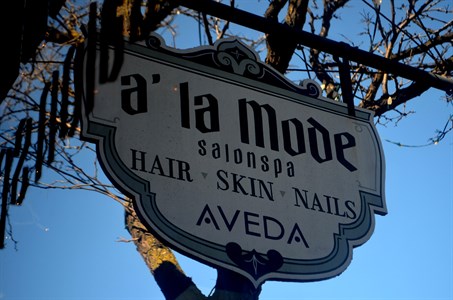 a' la mode
salonspa
HAIR SKIN NAILS
AVEDA